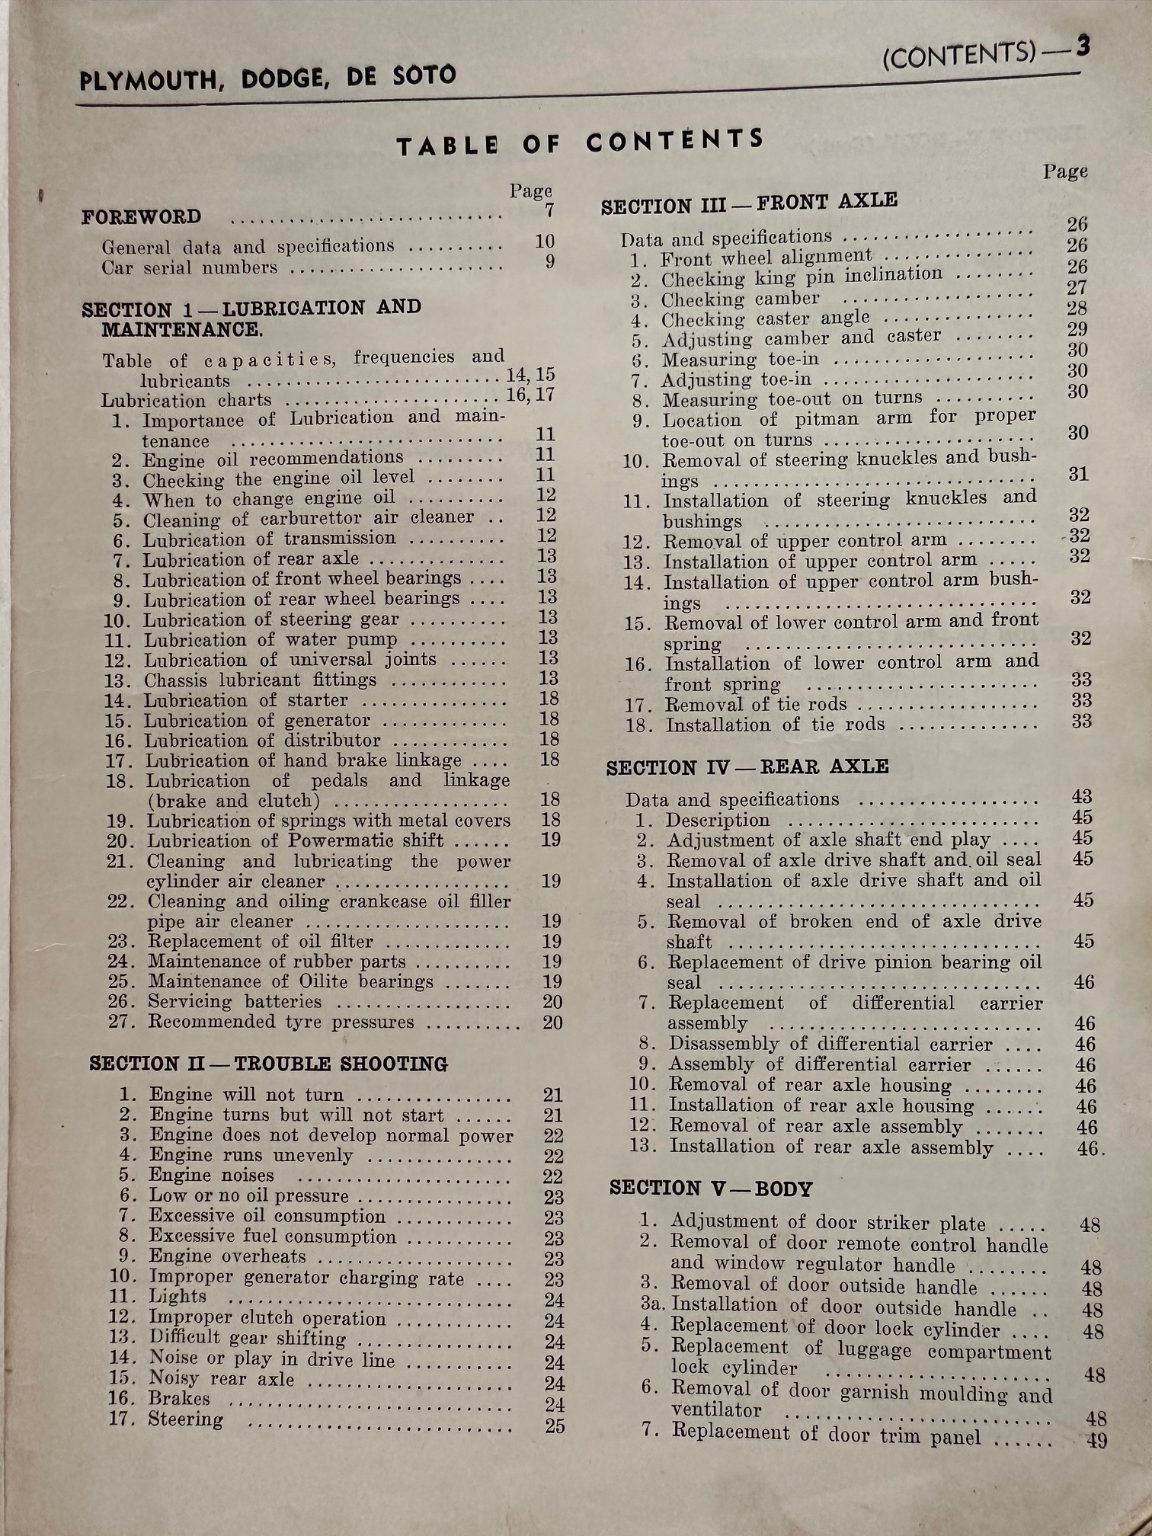 PLYMOUTH, DODGE, DE SOTO
(CONTENTS) — 3
TABLE OF CONTENTS
Page
FOREWORD ............................ 7
General data and specifications .......... 10
Car serial numbers ...................... 9
SECTION 1 — LUBRICATION AND
MAINTENANCE.
Table of capacities, frequencies and
lubricants .......................... 14, 15
Lubrication charts ...................... 16, 17
1. Importance of Lubrication and main-
tenance ............................ 11
2. Engine oil recommendations ......... 11
3. Checking the engine oil level ........ 11
4. When to change engine oil .......... 12
5. Cleaning of carburettor air cleaner .. 12
6. Lubrication of transmission .......... 12
7. Lubrication of rear axle .............. 13
8. Lubrication of front wheel bearings .... 13
9. Lubrication of rear wheel bearings .... 13
10. Lubrication of steering gear .......... 13
11. Lubrication of water pump .......... 13
12. Lubrication of universal joints ...... 13
13. Chassis lubricant fittings ............ 13
14. Lubrication of starter ............... 18
15. Lubrication of generator ............. 18
16. Lubrication of distributor ............ 18
17. Lubrication of hand brake linkage .... 18
18. Lubrication of pedals and linkage
(brake and clutch) .................. 18
19. Lubrication of springs with metal covers 18
20. Lubrication of Powermatic shift ...... 19
21. Cleaning and lubricating the power
cylinder air cleaner .................. 19
22. Cleaning and oiling crankcase oil filler
pipe air cleaner ..................... 19
23. Replacement of oil filter ............. 19
24. Maintenance of rubber parts .......... 19
25. Maintenance of Oilite bearings ....... 19
26. Servicing batteries .................. 20
27. Recommended tyre pressures .......... 20
SECTION II — TROUBLE SHOOTING
1. Engine will not turn ................ 21
2. Engine turns but will not start ...... 21
3. Engine does not develop normal power 22
4. Engine runs unevenly ............... 22
5. Engine noises ...................... 22
6. Low or no oil pressure ................ 23
7. Excessive oil consumption ............ 23
8. Excessive fuel consumption ........... 23
9. Engine overheats .................... 23
10. Improper generator charging rate .... 23
11. Lights ............................. 24
12. Improper clutch operation ............ 24
13. Difficult gear shifting ................ 24
14. Noise or play in drive line ........... 24
15. Noisy rear axle ..................... 24
16. Brakes ............................. 24
17. Steering ........................... 25
Page
SECTION III — FRONT AXLE
Data and specifications .................. 26
1. Front wheel alignment ............... 26
2. Checking king pin inclination ........ 26
3. Checking camber .................... 27
4. Checking caster angle ............... 28
5. Adjusting camber and caster ........ 29
6. Measuring toe-in .................... 30
7. Adjusting toe-in ..................... 30
8. Measuring toe-out on turns .......... 30
9. Location of pitman arm for proper
toe-out on turns ..................... 30
10. Removal of steering knuckles and bush-
ings ................................ 31
11. Installation of steering knuckles and
bushings ........................... 32
12. Removal of upper control arm ........ 32
13. Installation of upper control arm ..... 32
14. Installation of upper control arm bush-
ings ............................... 32
15. Removal of lower control arm and front
spring ............................. 32
16. Installation of lower control arm and
front spring ....................... 33
17. Removal of tie rods .................. 33
18. Installation of tie rods .............. 33
SECTION IV — REAR AXLE
Data and specifications .................. 43
1. Description ......................... 45
2. Adjustment of axle shaft end play .... 45
3. Removal of axle drive shaft and oil seal 45
4. Installation of axle drive shaft and oil
seal ................................ 45
5. Removal of broken end of axle drive
shaft ............................... 45
6. Replacement of drive pinion bearing oil
seal ................................ 46
7. Replacement of differential carrier
assembly ........................... 46
8. Disassembly of differential carrier .... 46
9. Assembly of differential carrier ...... 46
10. Removal of rear axle housing ........ 46
11. Installation of rear axle housing ...... 46
12. Removal of rear axle assembly ....... 46
13. Installation of rear axle assembly .... 46.
SECTION V — BODY
1. Adjustment of door striker plate ..... 48
2. Removal of door remote control handle
and window regulator handle ........ 48
3. Removal of door outside handle ...... 48
3a. Installation of door outside handle .. 48
4. Replacement of door lock cylinder .... 48
5. Replacement of luggage compartment
lock cylinder ....................... 48
6. Removal of door garnish moulding and
ventilator .......................... 48
7. Replacement of door trim panel ...... 49